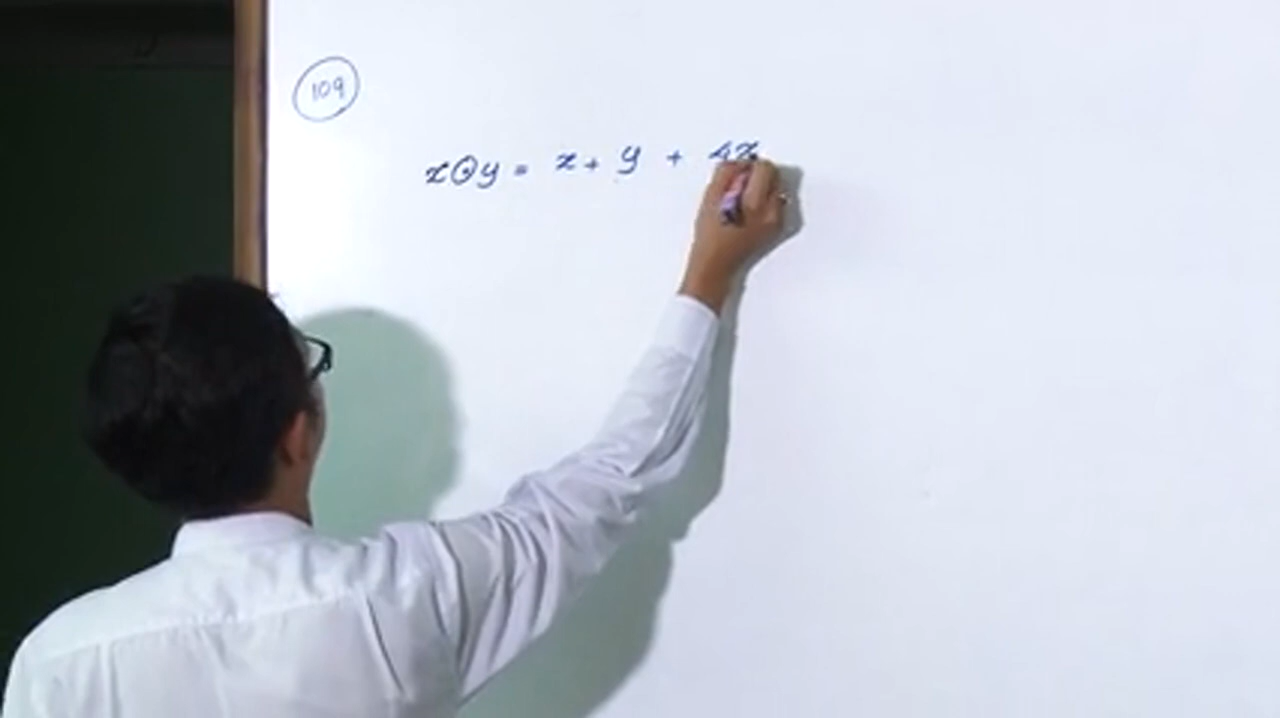 109
x⊙y = x + y + 4x